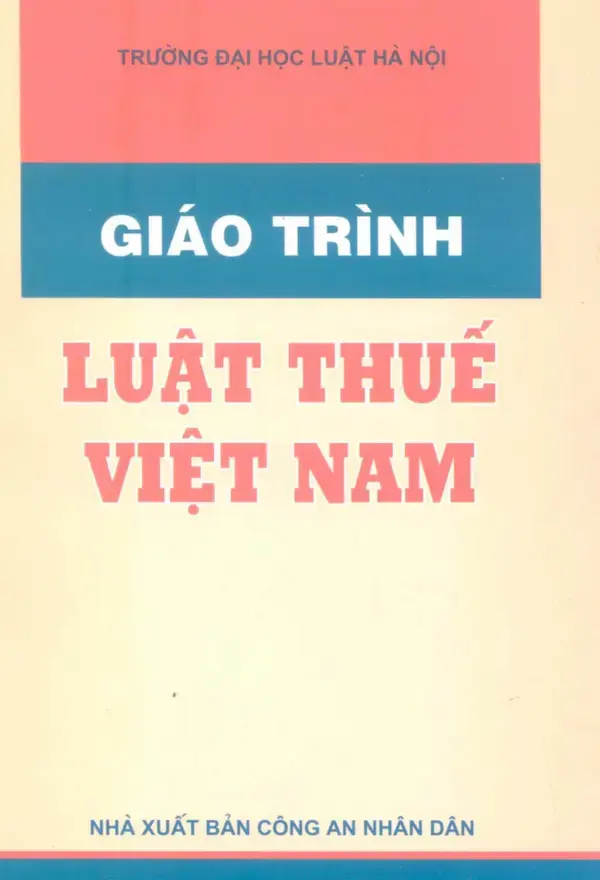 TRƯỜNG ĐẠI HỌC LUẬT HÀ NỘI
GIÁO TRÌNH
LUẬT THUẾ
VIỆT NAM
NHÀ XUẤT BẢN CÔNG AN NHÂN DÂN